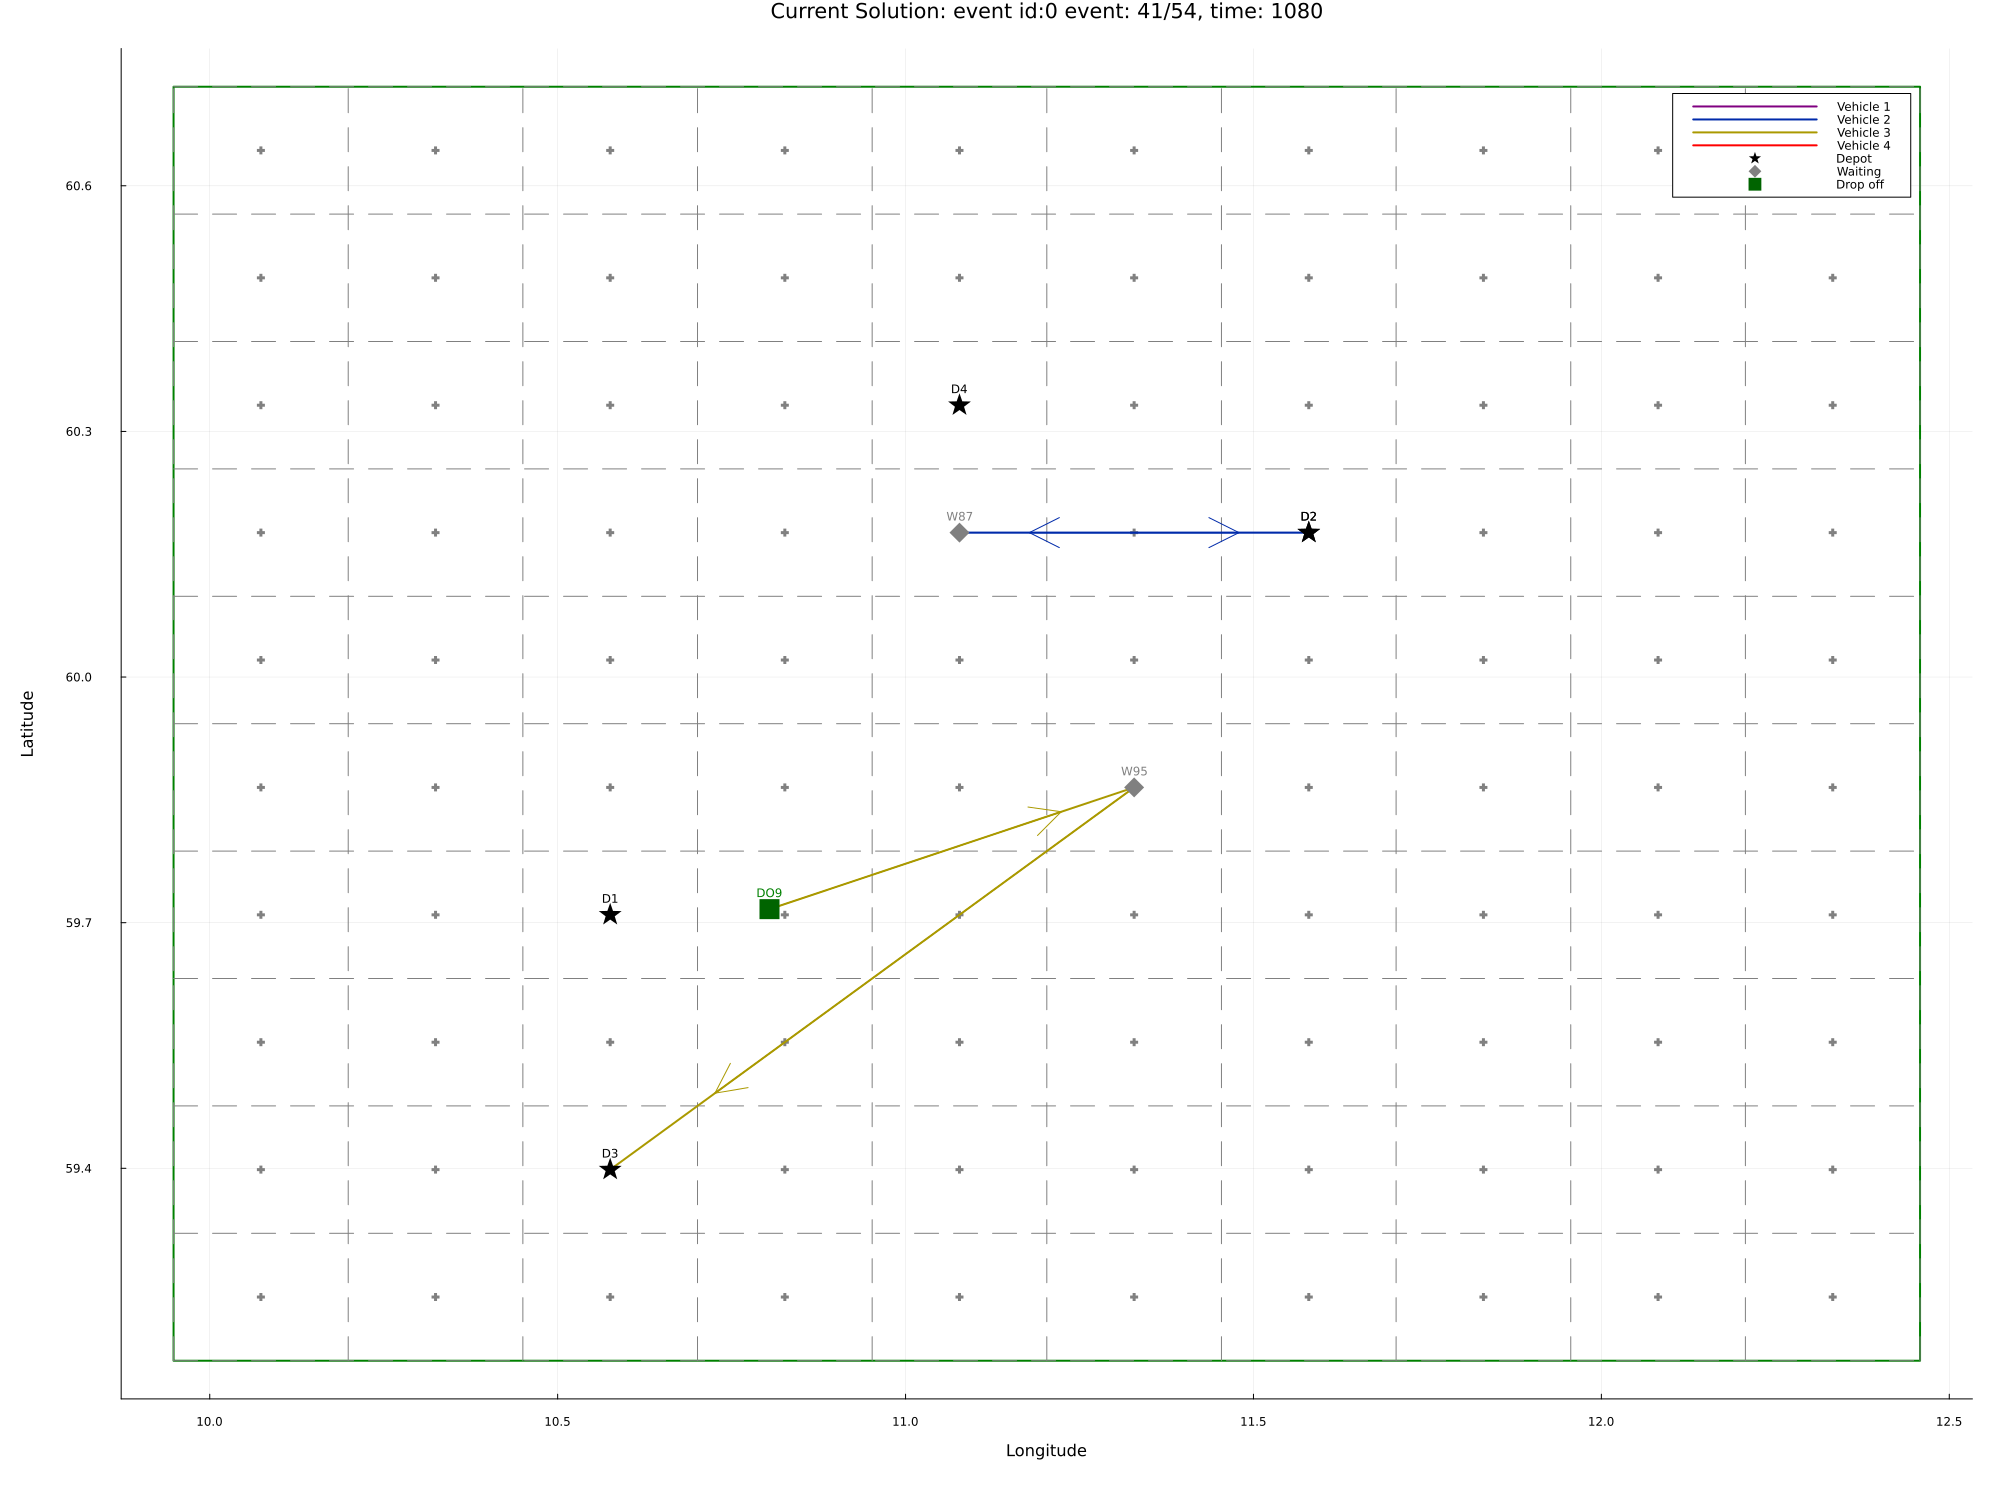 Current Solution: event id:0 event: 41/54, time: 1080
Vehicle 1
Vehicle 2
Vehicle 3
Vehicle 4
Depot
Waiting
Drop off
60.6
60.3
60.0
59.7
59.4
Latitude
D4
W87
D2
W95
DO9
D1
D3
10.0
10.5
11.0
11.5
12.0
12.5
Longitude